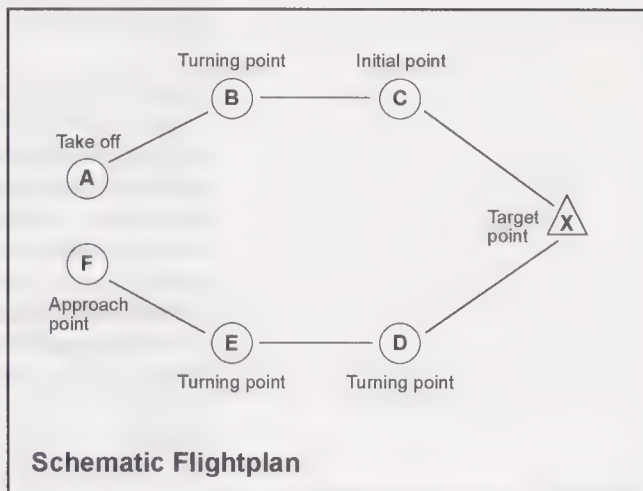 Turning point
Initial point
B
C
Take off
A
Target
point
X
F
Approach
point
E
D
Turning point
Turning point
Schematic Flightplan